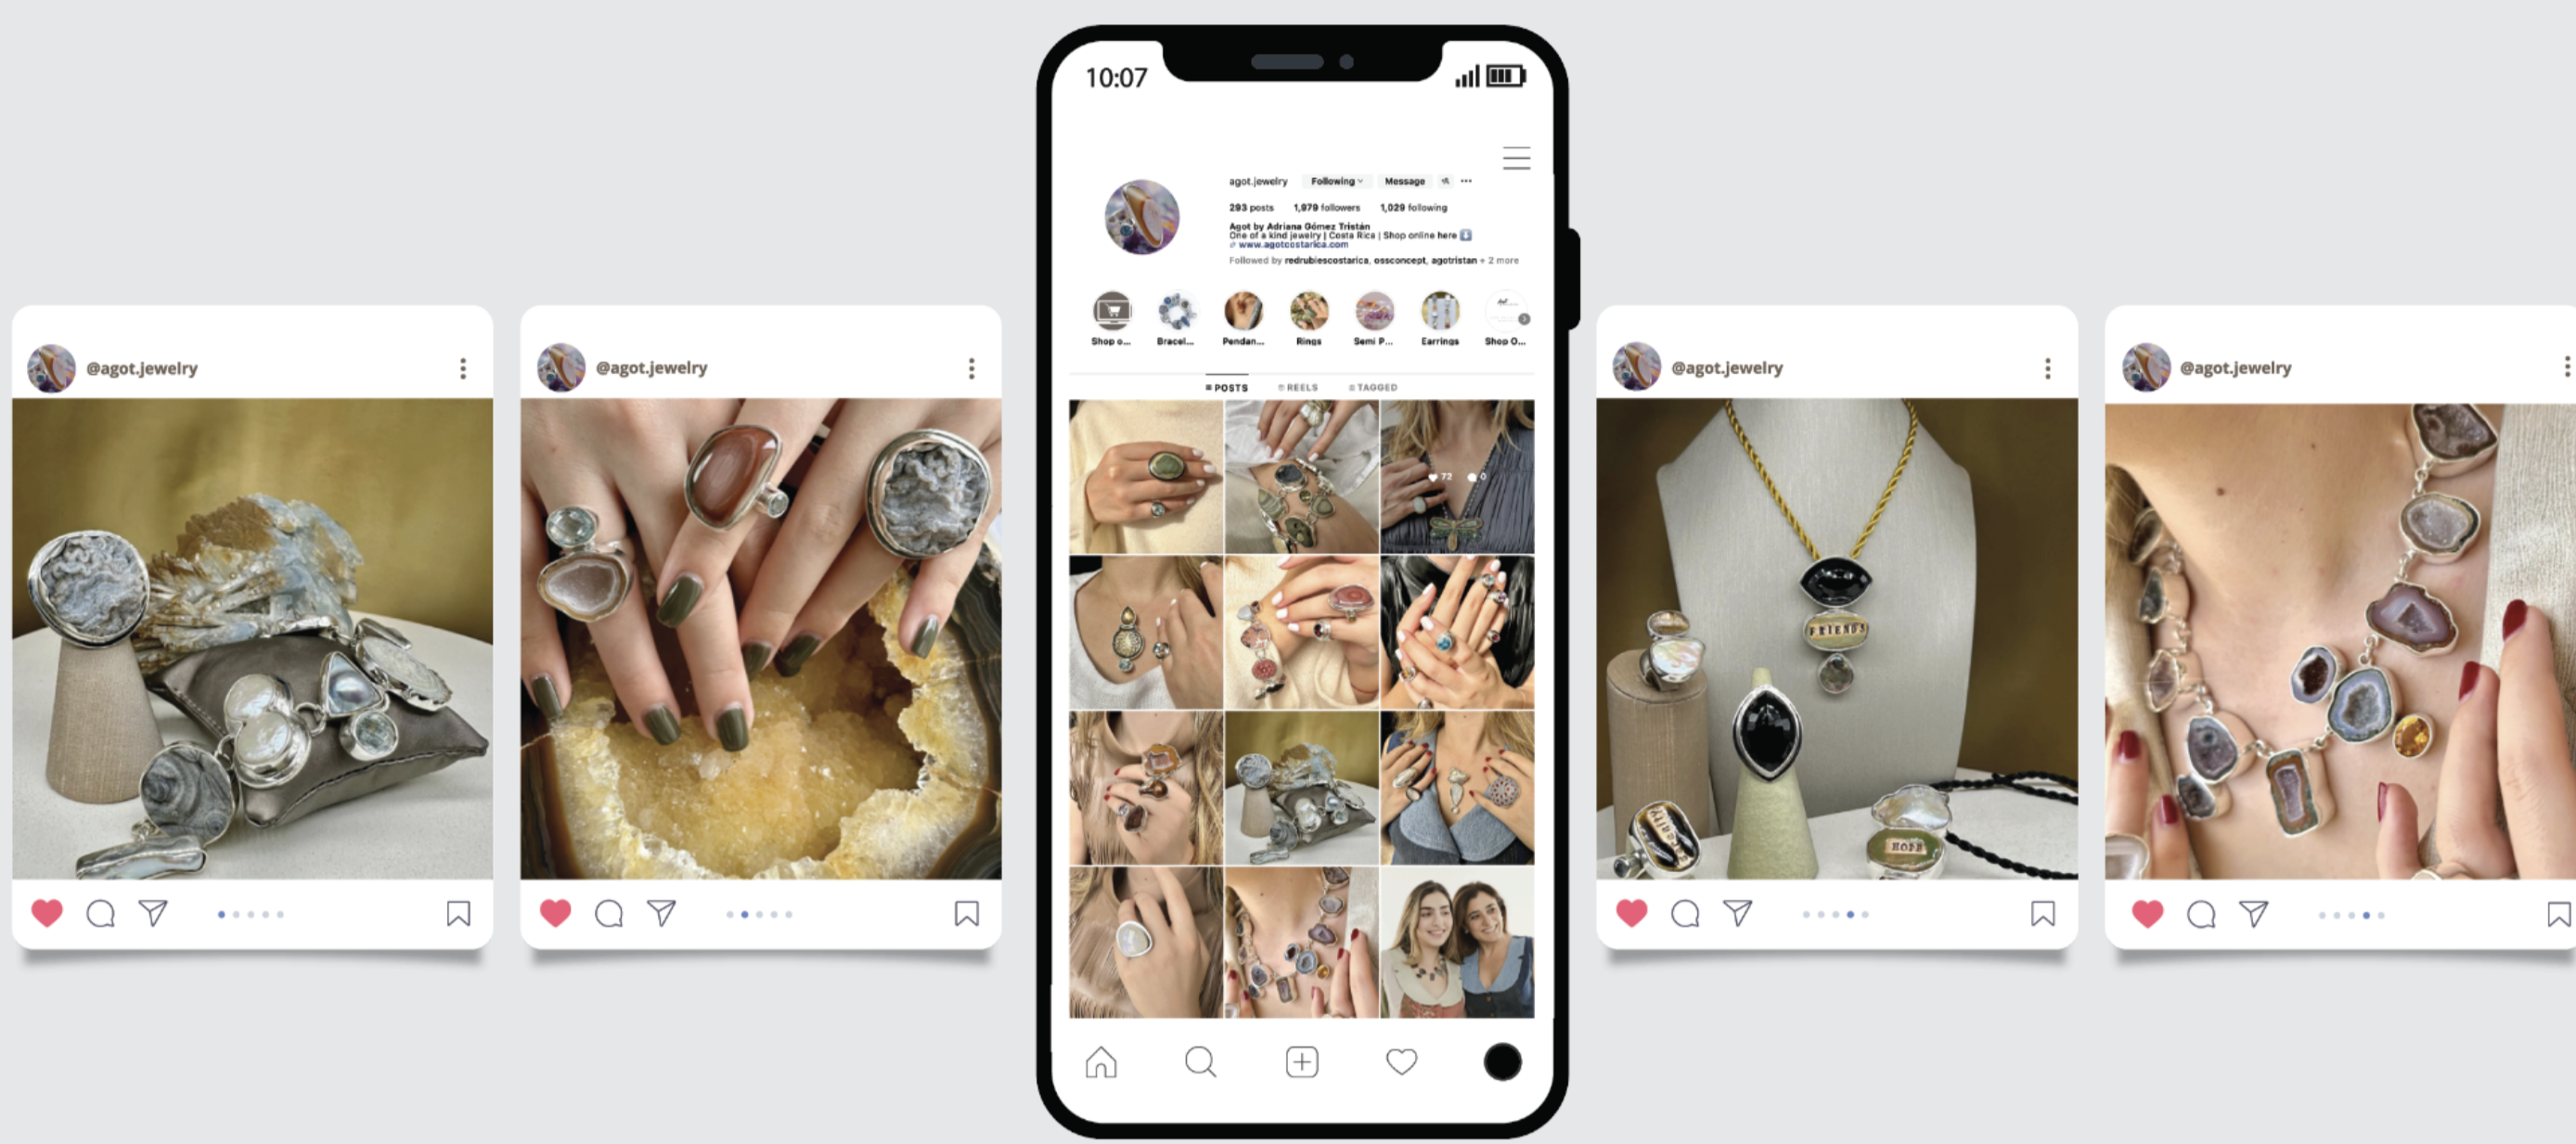 @agot.jewelry
@agot.jewelry
10:07
agot.jewelry Following Message
293 posts 1,979 followers 1,029 following
Agot by Adriana Gómez Tristán
One of a kind jewelry | Costa Rica | Shop online here
www.agotcostarica.com
Followed by redrubiescostarica, ossconcept, agotristan + 2 more
Shop o... Bracel... Pendan... Rings Semi P... Earrings Shop O...
POSTS REELS TAGGED
72 0
@agot.jewelry
FRIENDS
HOPE
@agot.jewelry